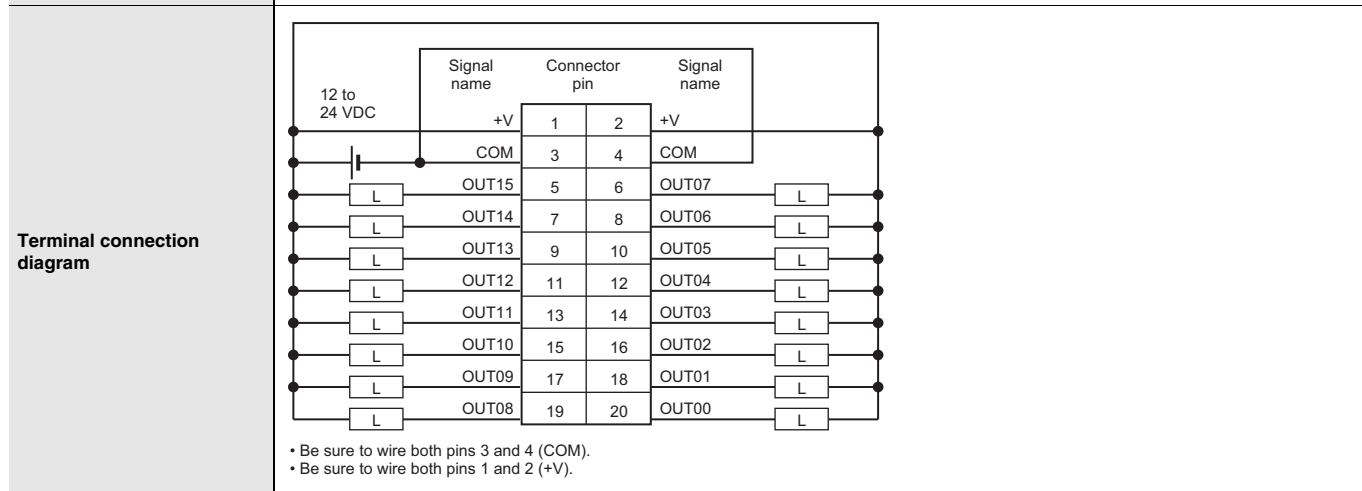 Terminal connection
diagram
Signal name Connector pin Signal name
12 to
24 VDC
+V 1 2 +V
COM 3 4 COM
L OUT15 5 6 OUT07 L
L OUT14 7 8 OUT06 L
L OUT13 9 10 OUT05 L
L OUT12 11 12 OUT04 L
L OUT11 13 14 OUT03 L
L OUT10 15 16 OUT02 L
L OUT09 17 18 OUT01 L
L OUT08 19 20 OUT00 L
• Be sure to wire both pins 3 and 4 (COM).
• Be sure to wire both pins 1 and 2 (+V).